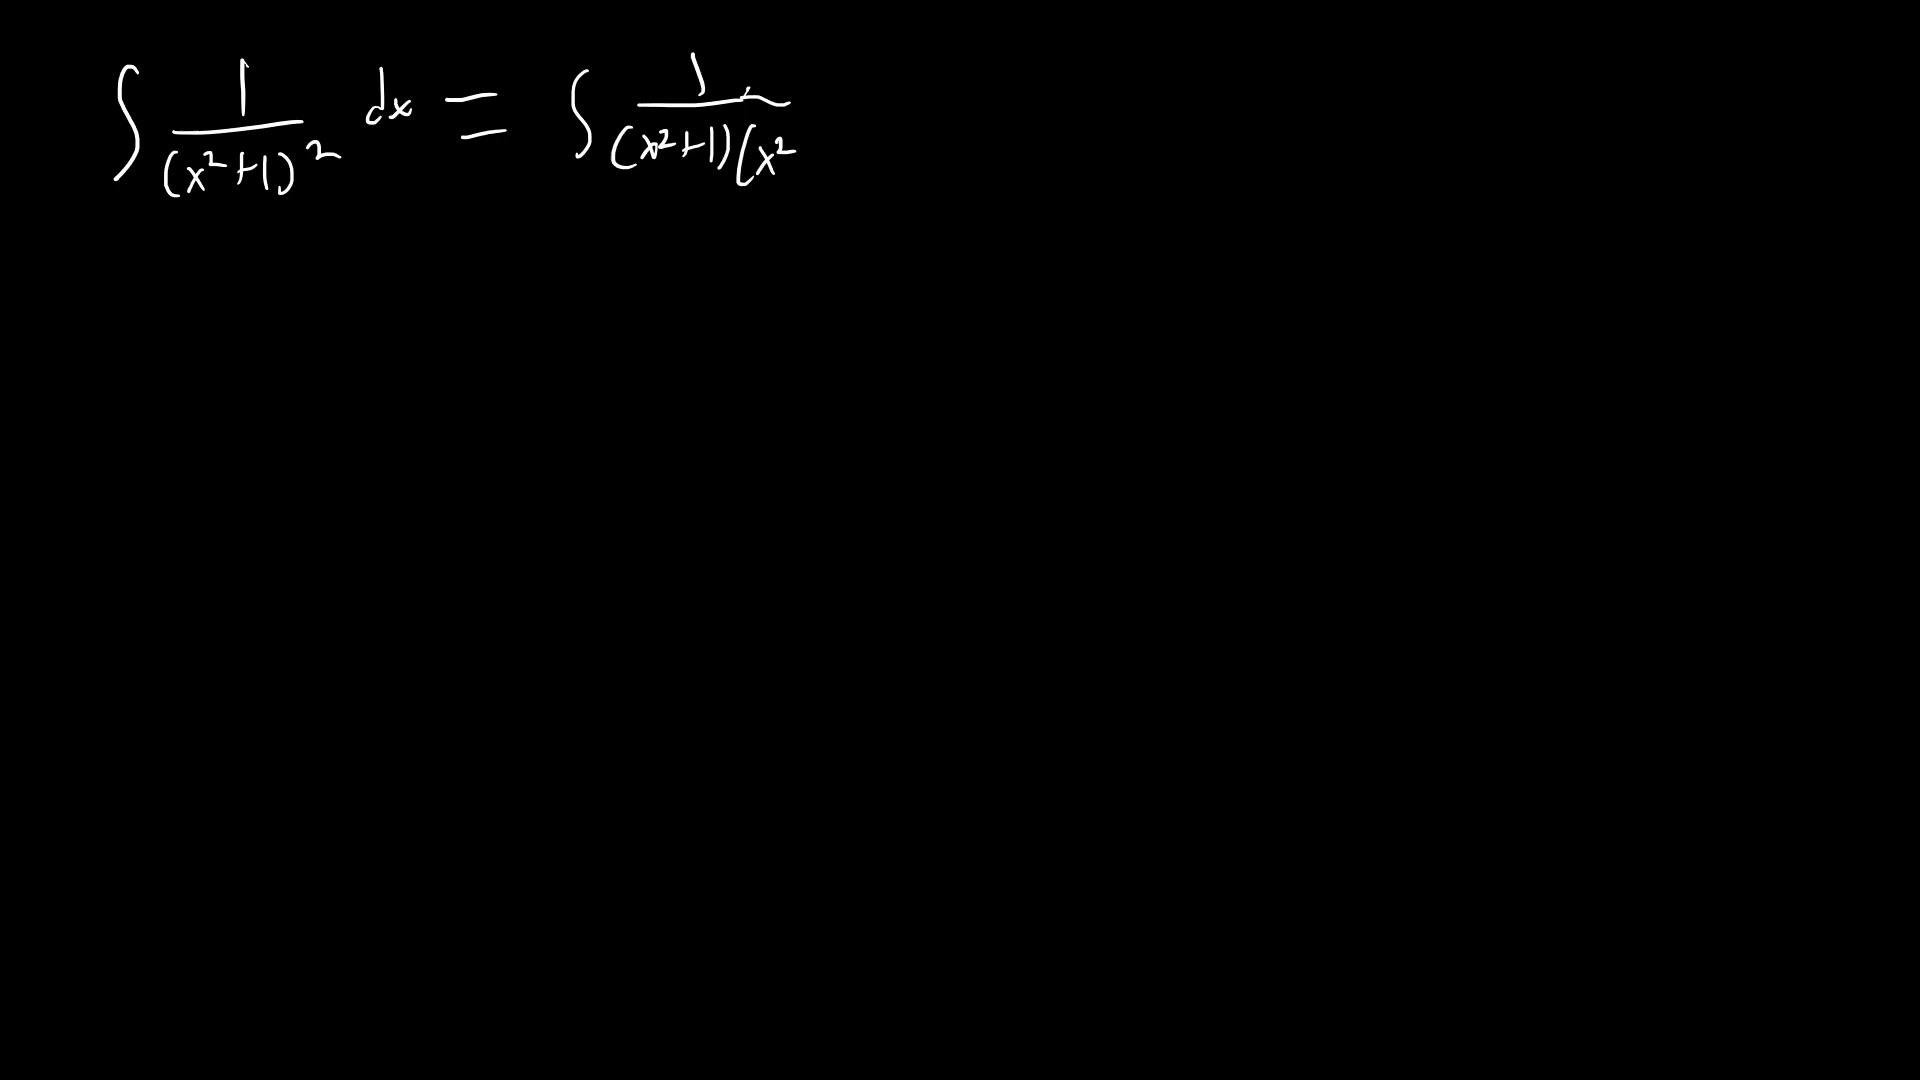 ∫ 1/(x²+1)² dx = ∫ 1/(x²+1)(x²